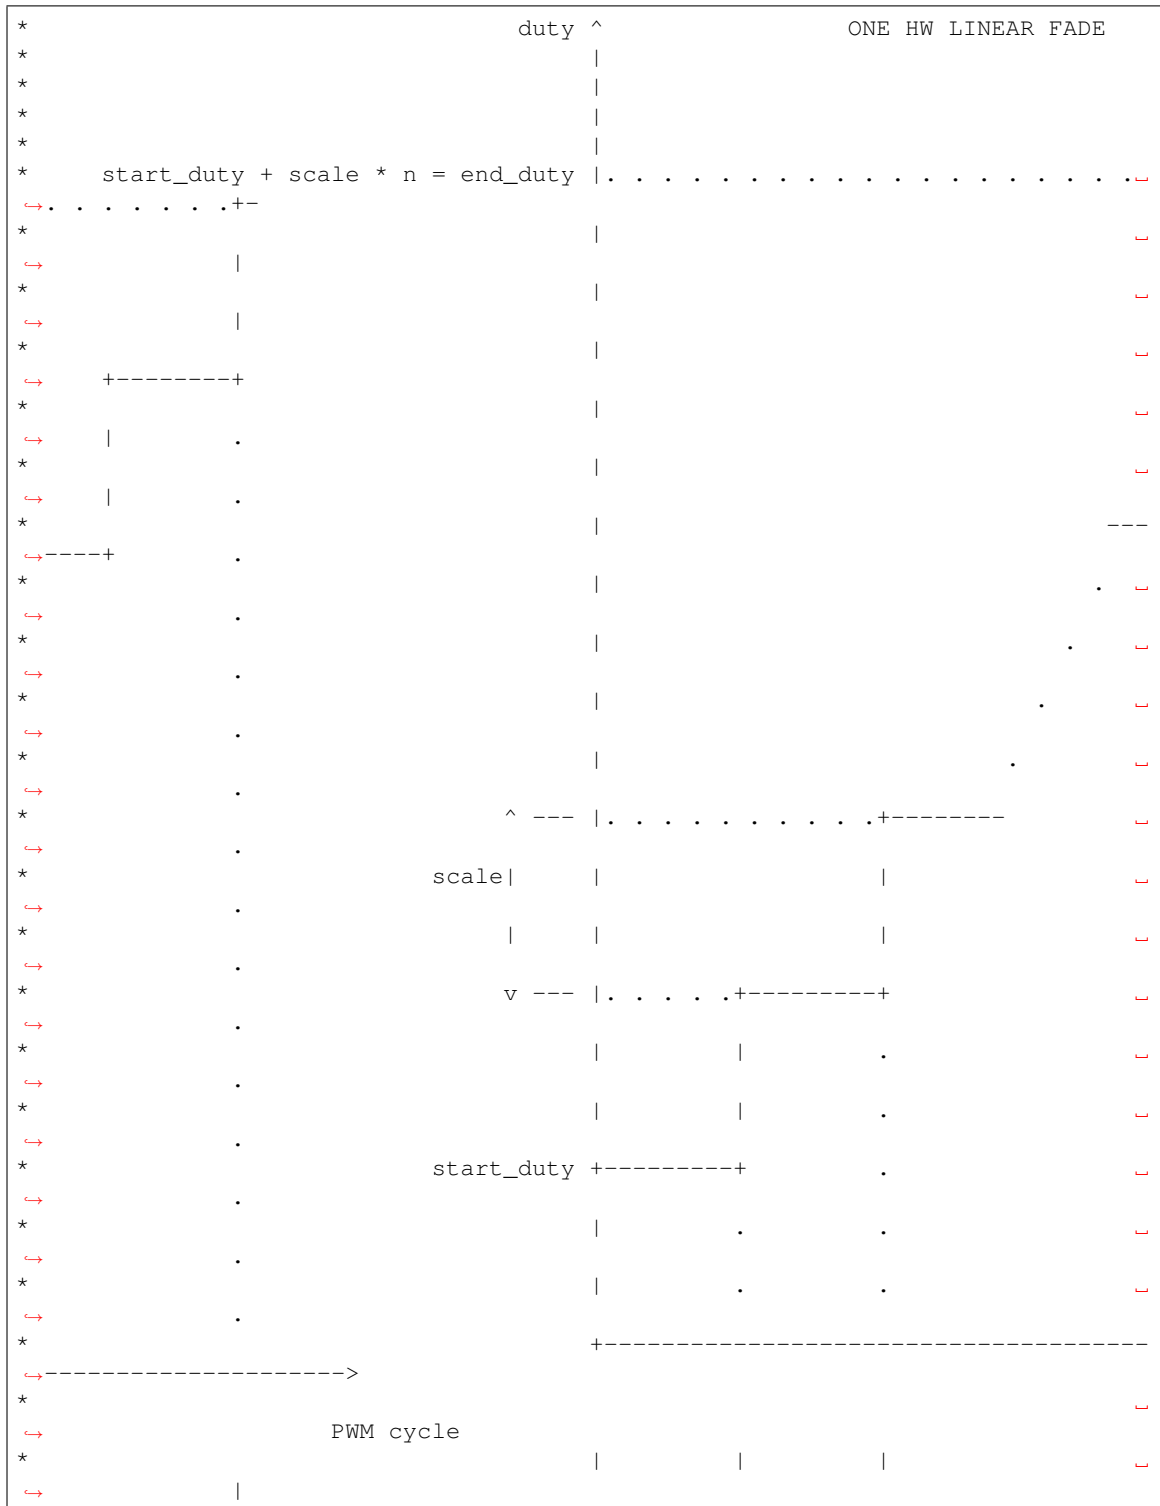 *                                  duty ^                 ONE HW LINEAR FADE
*                                       |
*                                       |
*                                       |
*                                       |
*     start_duty + scale * n = end_duty |. . . . . . . . . . . . . . . . . . .␣
↪. . . . . . .+-
*                                       |                                     ␣
↪             |
*                                       |                                     ␣
↪             |
*                                       |                                     ␣
↪    +--------+
*                                       |                                     ␣
↪    |        .
*                                       |                                     ␣
↪    |        .
*                                       |                                   ---
↪----+        .
*                                       |                                  .  ␣
↪             .
*                                       |                                .    ␣
↪             .
*                                       |                              .      ␣
↪             .
*                                       |                            .        ␣
↪             .
*                                 ^ --- |. . . . . . . . . .+--------         ␣
↪             .
*                            scale|     |                   |                 ␣
↪             .
*                                 |     |                   |                 ␣
↪             .
*                                 v --- |. . . . .+---------+                 ␣
↪             .
*                                       |         |         .                 ␣
↪             .
*                                       |         |         .                 ␣
↪             .
*                            start_duty +---------+         .                 ␣
↪             .
*                                       |         .         .                 ␣
↪             .
*                                       |         .         .                 ␣
↪             .
*                                       +--------------------------------------
↪--------------------->
*                                                                             ␣
↪                   PWM cycle
*                                       |         |         |                 ␣
↪             |